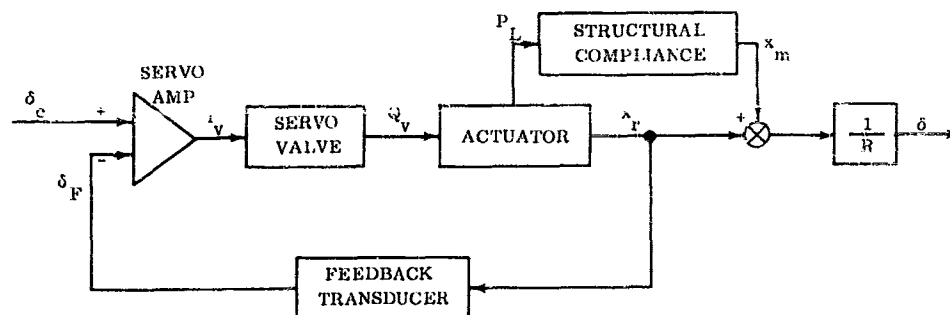 P_L
STRUCTURAL
COMPLIANCE
x_m
SERVO
AMP
δ_c
+
i_v
SERVO
VALVE
Q_v
ACTUATOR
x_r
+
1
R
δ
−
δ_F
FEEDBACK
TRANSDUCER